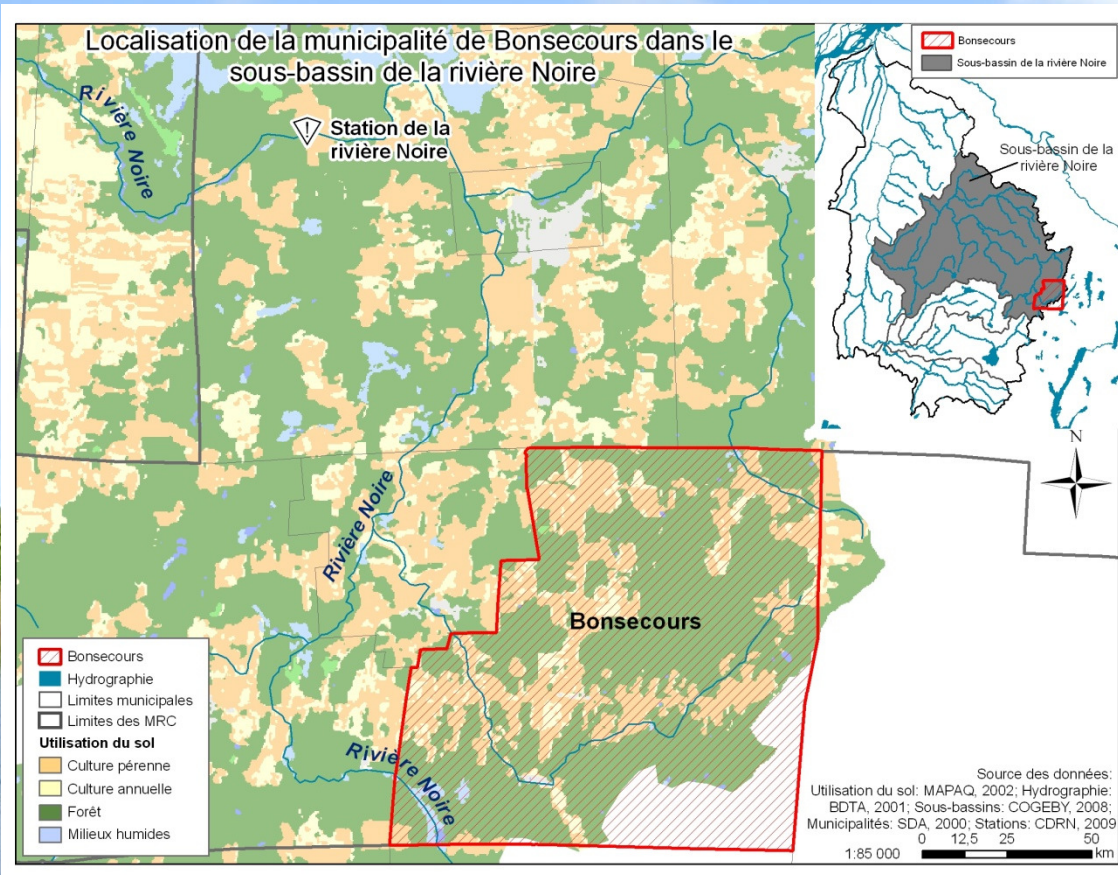 Localisation de la municipalité de Bonsecours dans le
sous-bassin de la rivière Noire
Bonsecours
Sous-bassin de la rivière Noire
Sous-bassin de la
rivière Noire
Rivière Noire
Station de la
rivière Noire
N
Rivière Noire
Bonsecours
Rivière Noire
Bonsecours
Hydrographie
Limites municipales
Limites des MRC
Utilisation du sol
Culture pérenne
Culture annuelle
Forêt
Milieux humides
Source des données:
Utilisation du sol: MAPAQ, 2002; Hydrographie:
BDTA, 2001; Sous-bassins: COGEBY, 2008;
Municipalités: SDA, 2000; Stations: CDRN, 2009
0 12,5 25 50
1:85 000 km